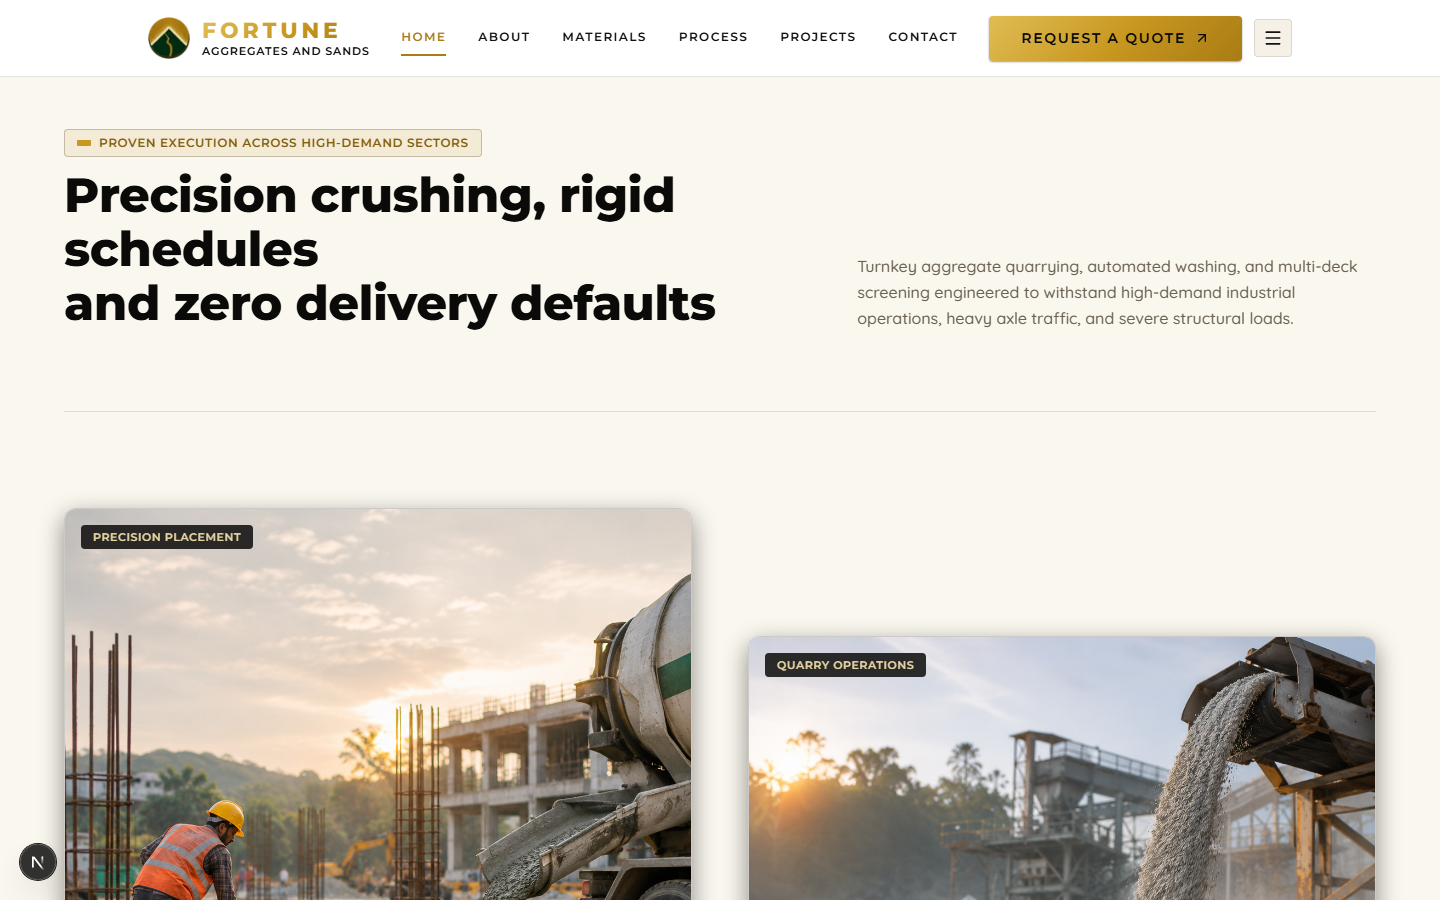 FORTUNE
AGGREGATES AND SANDS
HOME
ABOUT
MATERIALS
PROCESS
PROJECTS
CONTACT
REQUEST A QUOTE
PROVEN EXECUTION ACROSS HIGH-DEMAND SECTORS
Precision crushing, rigid
schedules
and zero delivery defaults
Turnkey aggregate quarrying, automated washing, and multi-deck
screening engineered to withstand high-demand industrial
operations, heavy axle traffic, and severe structural loads.
PRECISION PLACEMENT
QUARRY OPERATIONS
N